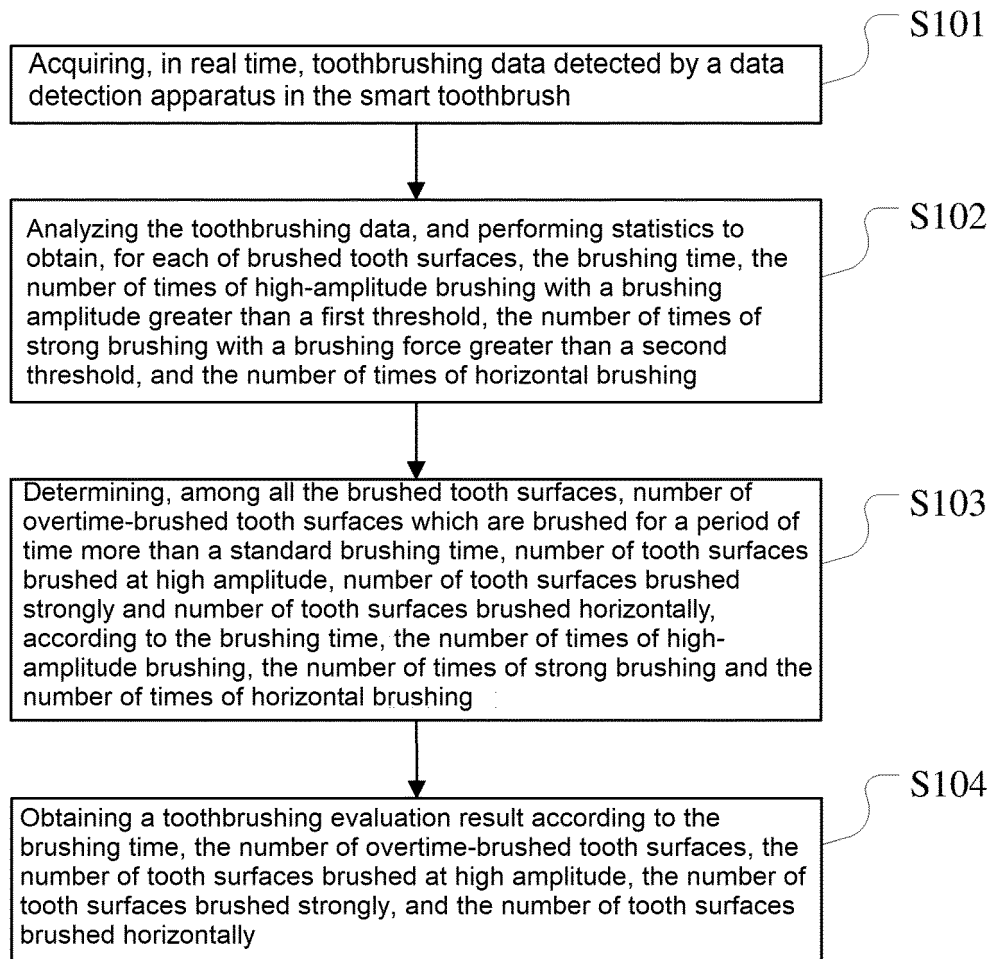 S101
Acquiring, in real time, toothbrushing data detected by a data
detection apparatus in the smart toothbrush
S102
Analyzing the toothbrushing data, and performing statistics to
obtain, for each of brushed tooth surfaces, the brushing time, the
number of times of high-amplitude brushing with a brushing
amplitude greater than a first threshold, the number of times of
strong brushing with a brushing force greater than a second
threshold, and the number of times of horizontal brushing
S103
Determining, among all the brushed tooth surfaces, number of
overtime-brushed tooth surfaces which are brushed for a period of
time more than a standard brushing time, number of tooth surfaces
brushed at high amplitude, number of tooth surfaces brushed
strongly and number of tooth surfaces brushed horizontally,
according to the brushing time, the number of times of high-
amplitude brushing, the number of times of strong brushing and the
number of times of horizontal brushing
S104
Obtaining a toothbrushing evaluation result according to the
brushing time, the number of overtime-brushed tooth surfaces, the
number of tooth surfaces brushed at high amplitude, the number of
tooth surfaces brushed strongly, and the number of tooth surfaces
brushed horizontally